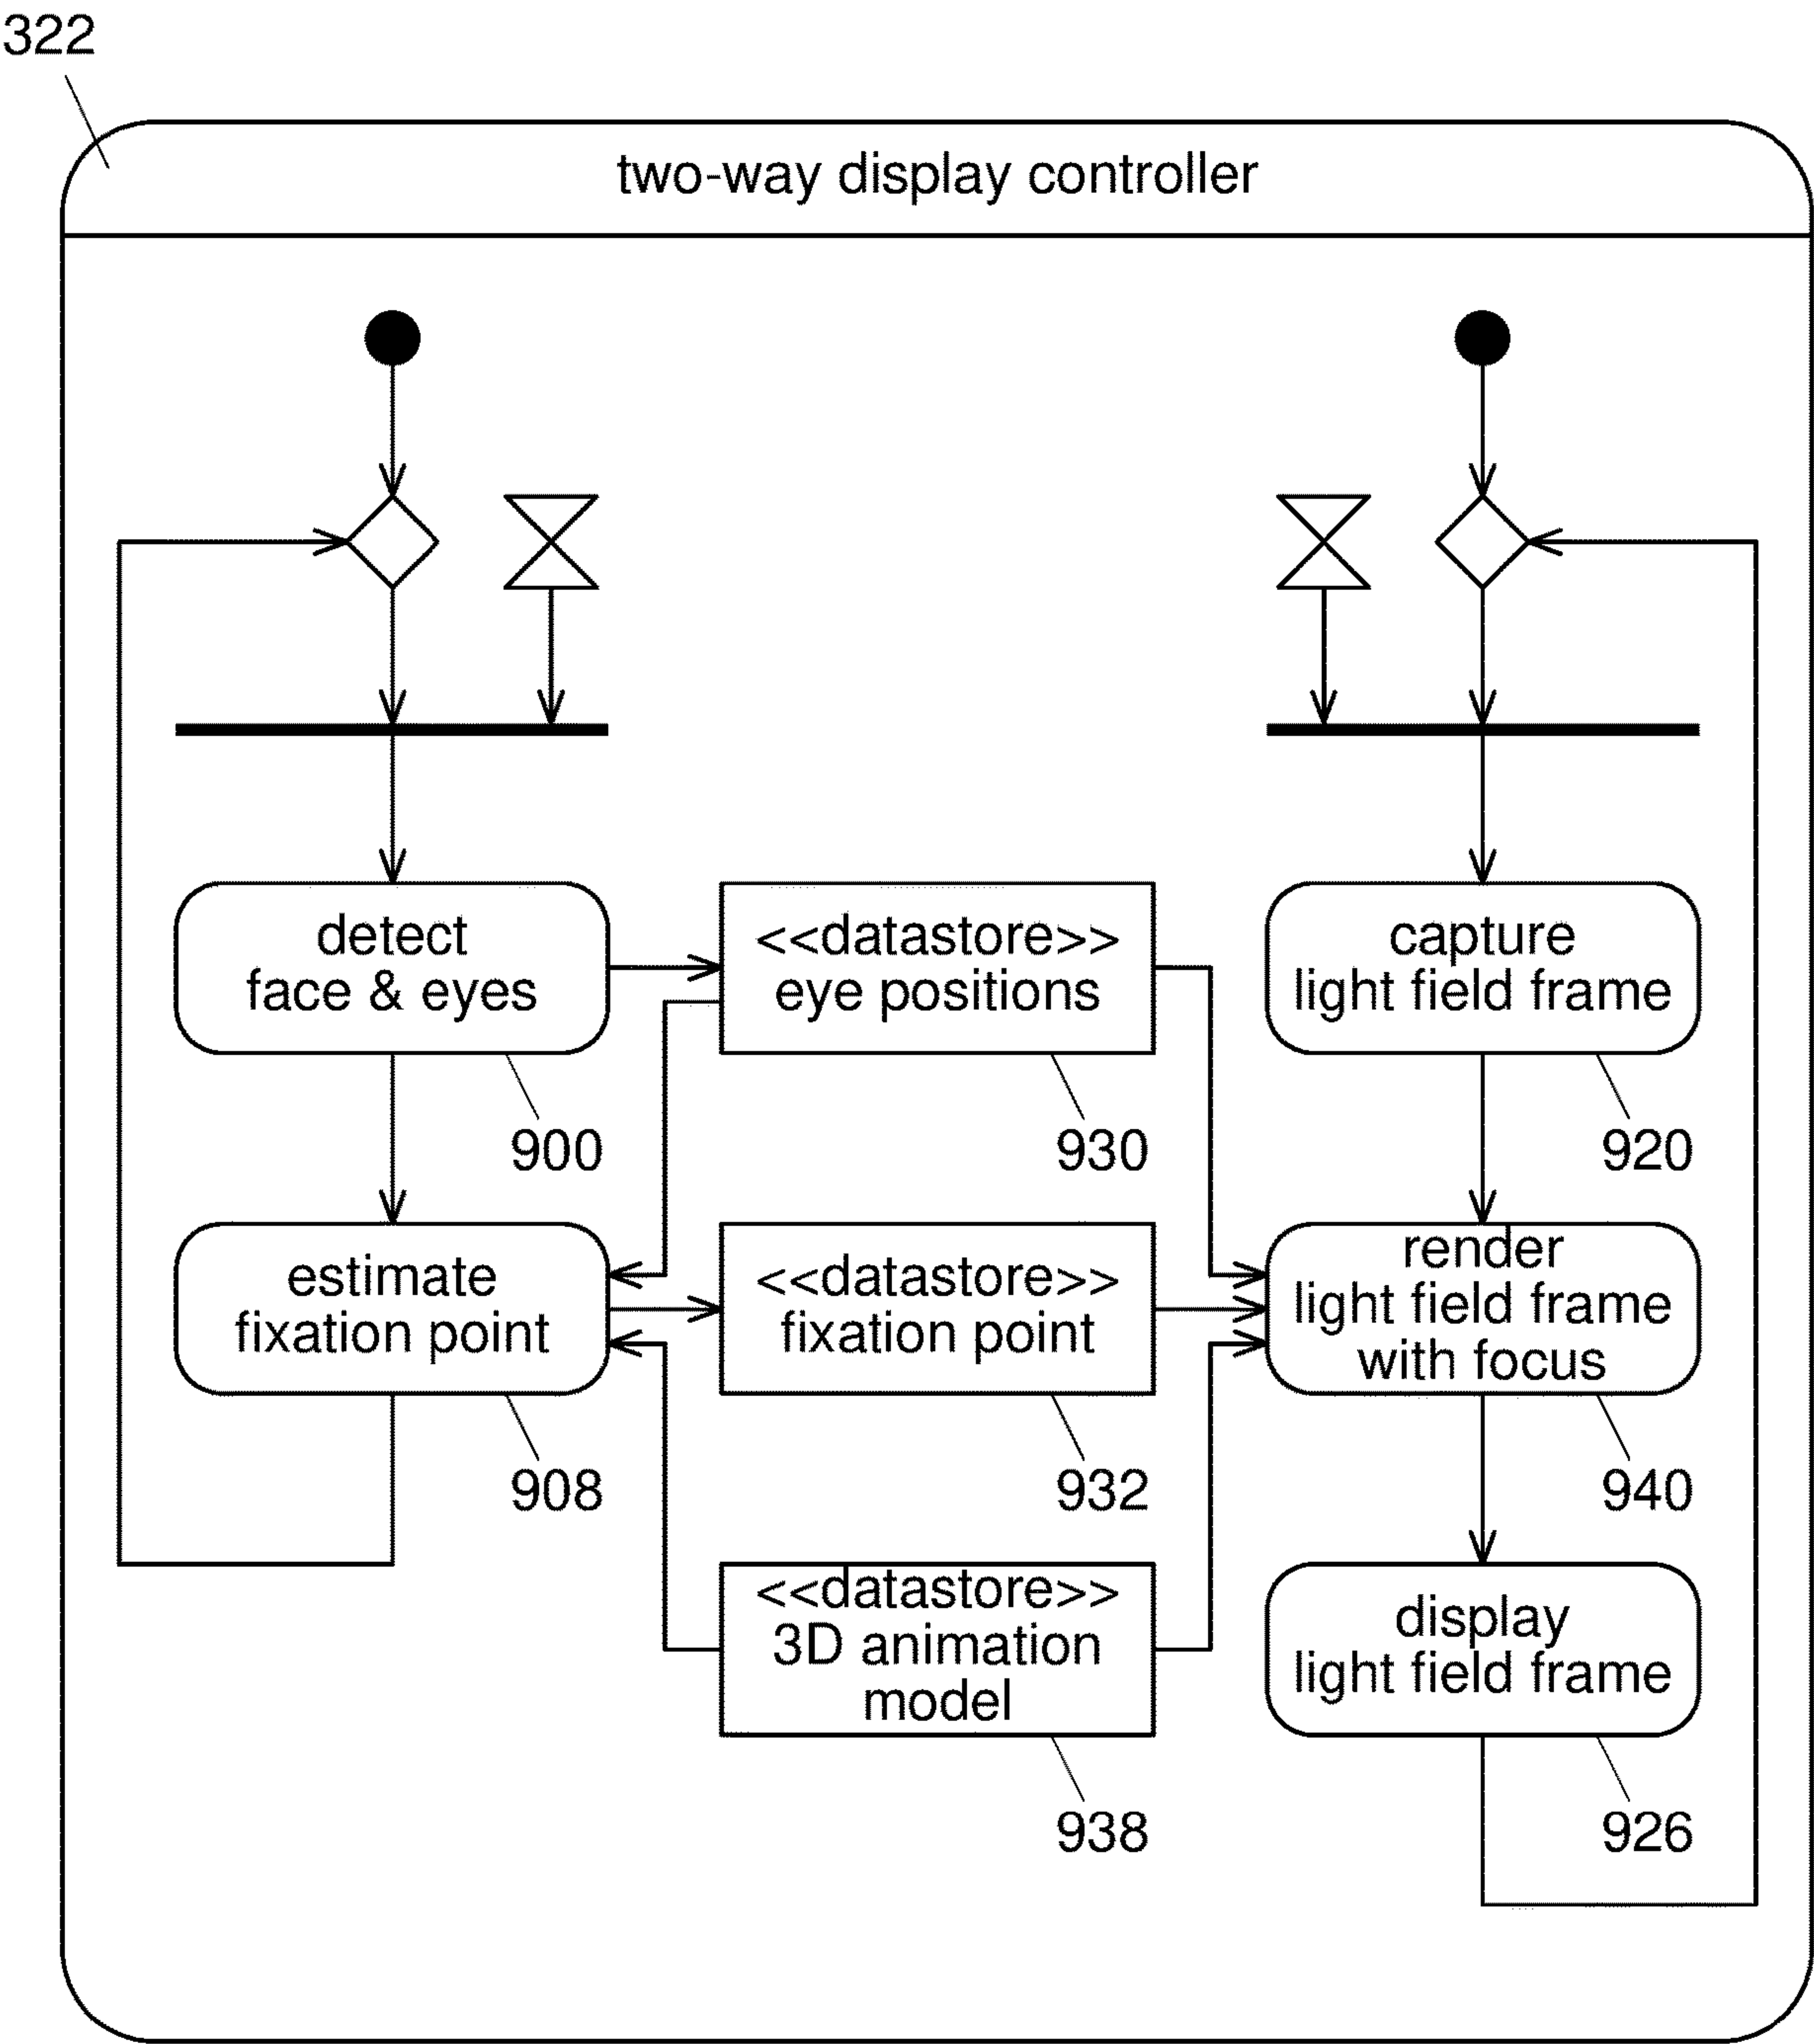 322
two-way display controller
detect
face & eyes
900
<<datastore>>
eye positions
930
capture
light field frame
920
estimate
fixation point
908
<<datastore>>
fixation point
932
render
light field frame
with focus
940
<<datastore>>
3D animation
model
938
display
light field frame
926